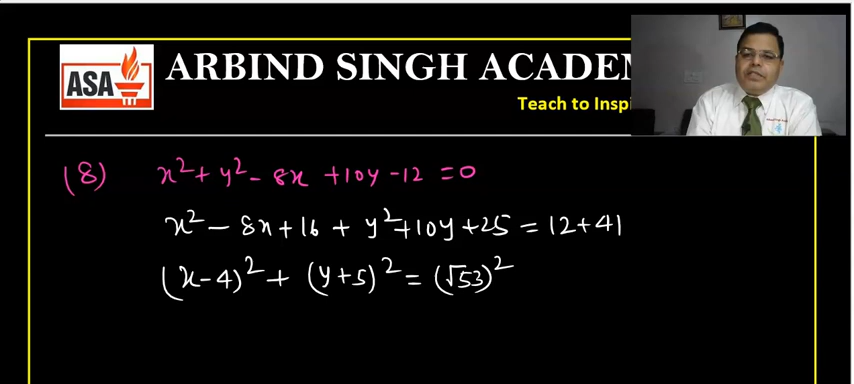 ASA
ARBIND SINGH ACADEM
Teach to Inspi
(8) x² + y² - 8x + 10y - 12 = 0
x² - 8x + 16 + y² + 10y + 25 = 12 + 41
(x - 4)² + (y + 5)² = (√53)²